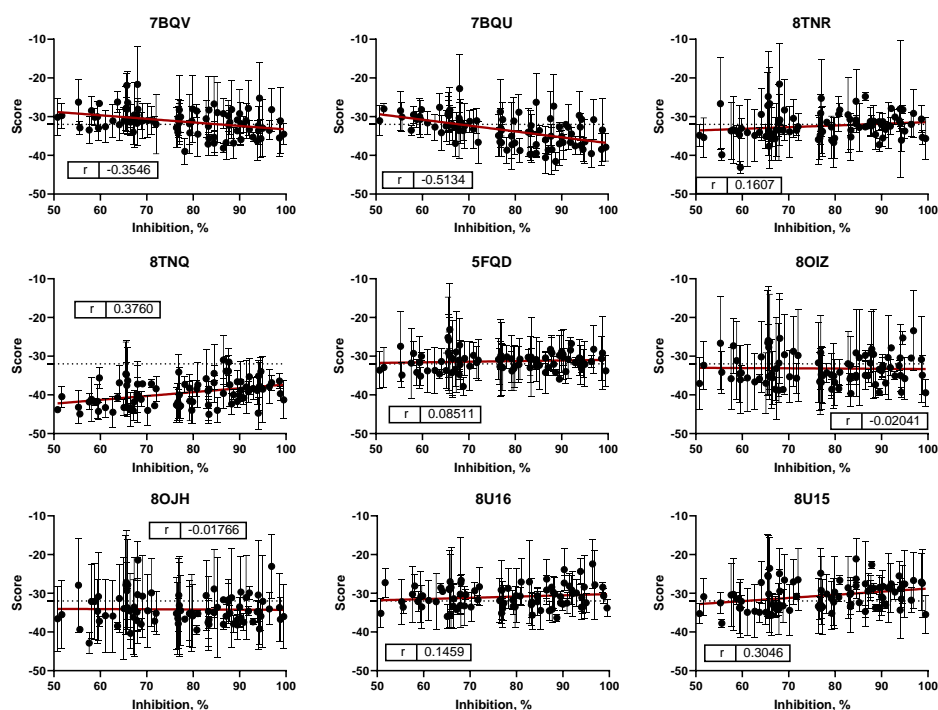 7BQV
7BQU
8TNR
-10
-20
-30
-40
-50
Score
r -0.3546
50 60 70 80 90 100
Inhibition, %
-10
-20
-30
-40
-50
Score
r -0.5134
50 60 70 80 90 100
Inhibition, %
-10
-20
-30
-40
-50
Score
r 0.1607
50 60 70 80 90 100
Inhibition, %
8TNQ
5FQD
8OIZ
-10
-20
-30
-40
-50
Score
r 0.3760
50 60 70 80 90 100
Inhibition, %
-10
-20
-30
-40
-50
Score
r 0.08511
50 60 70 80 90 100
Inhibition, %
-10
-20
-30
-40
-50
Score
r -0.02041
50 60 70 80 90 100
Inhibition, %
8OJH
8U16
8U15
-10
-20
-30
-40
-50
Score
r -0.01766
50 60 70 80 90 100
Inhibition, %
-10
-20
-30
-40
-50
Score
r 0.1459
50 60 70 80 90 100
Inhibition, %
-10
-20
-30
-40
-50
Score
r 0.3046
50 60 70 80 90 100
Inhibition, %